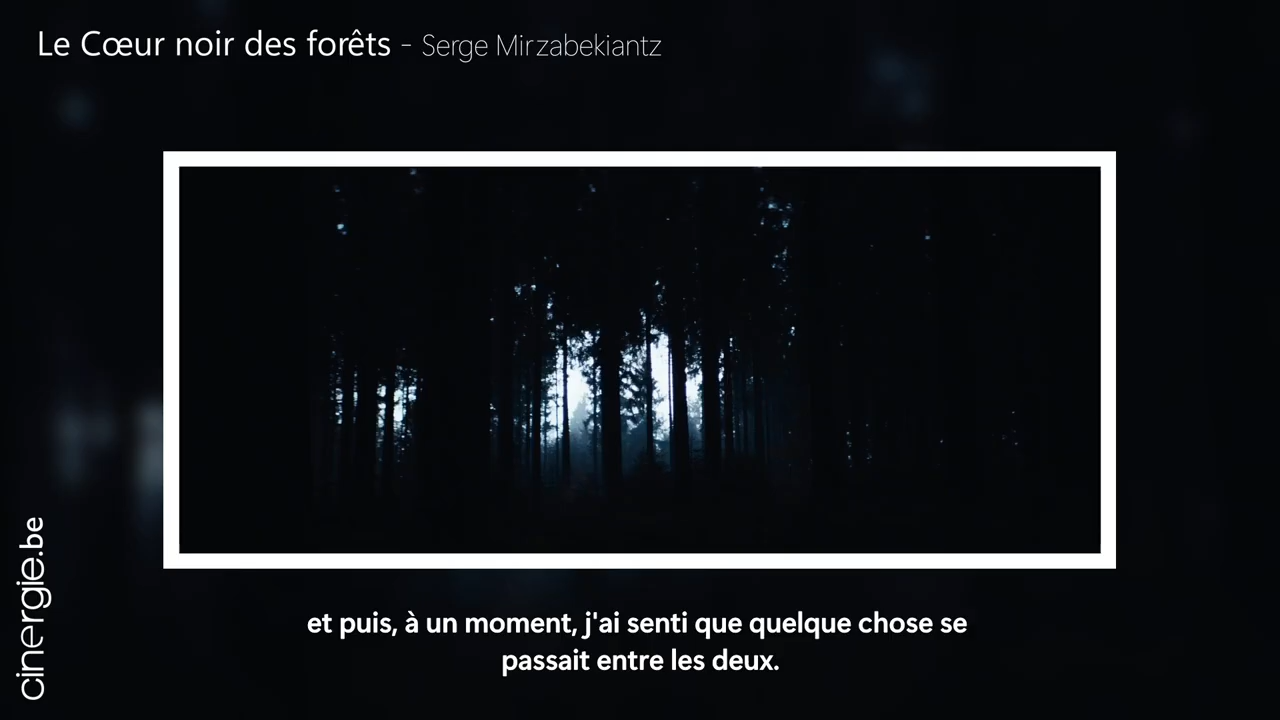 Le Cœur noir des forêts - Serge Mirzabekiantz
et puis, à un moment, j'ai senti que quelque chose se
passait entre les deux.
cinergie.be